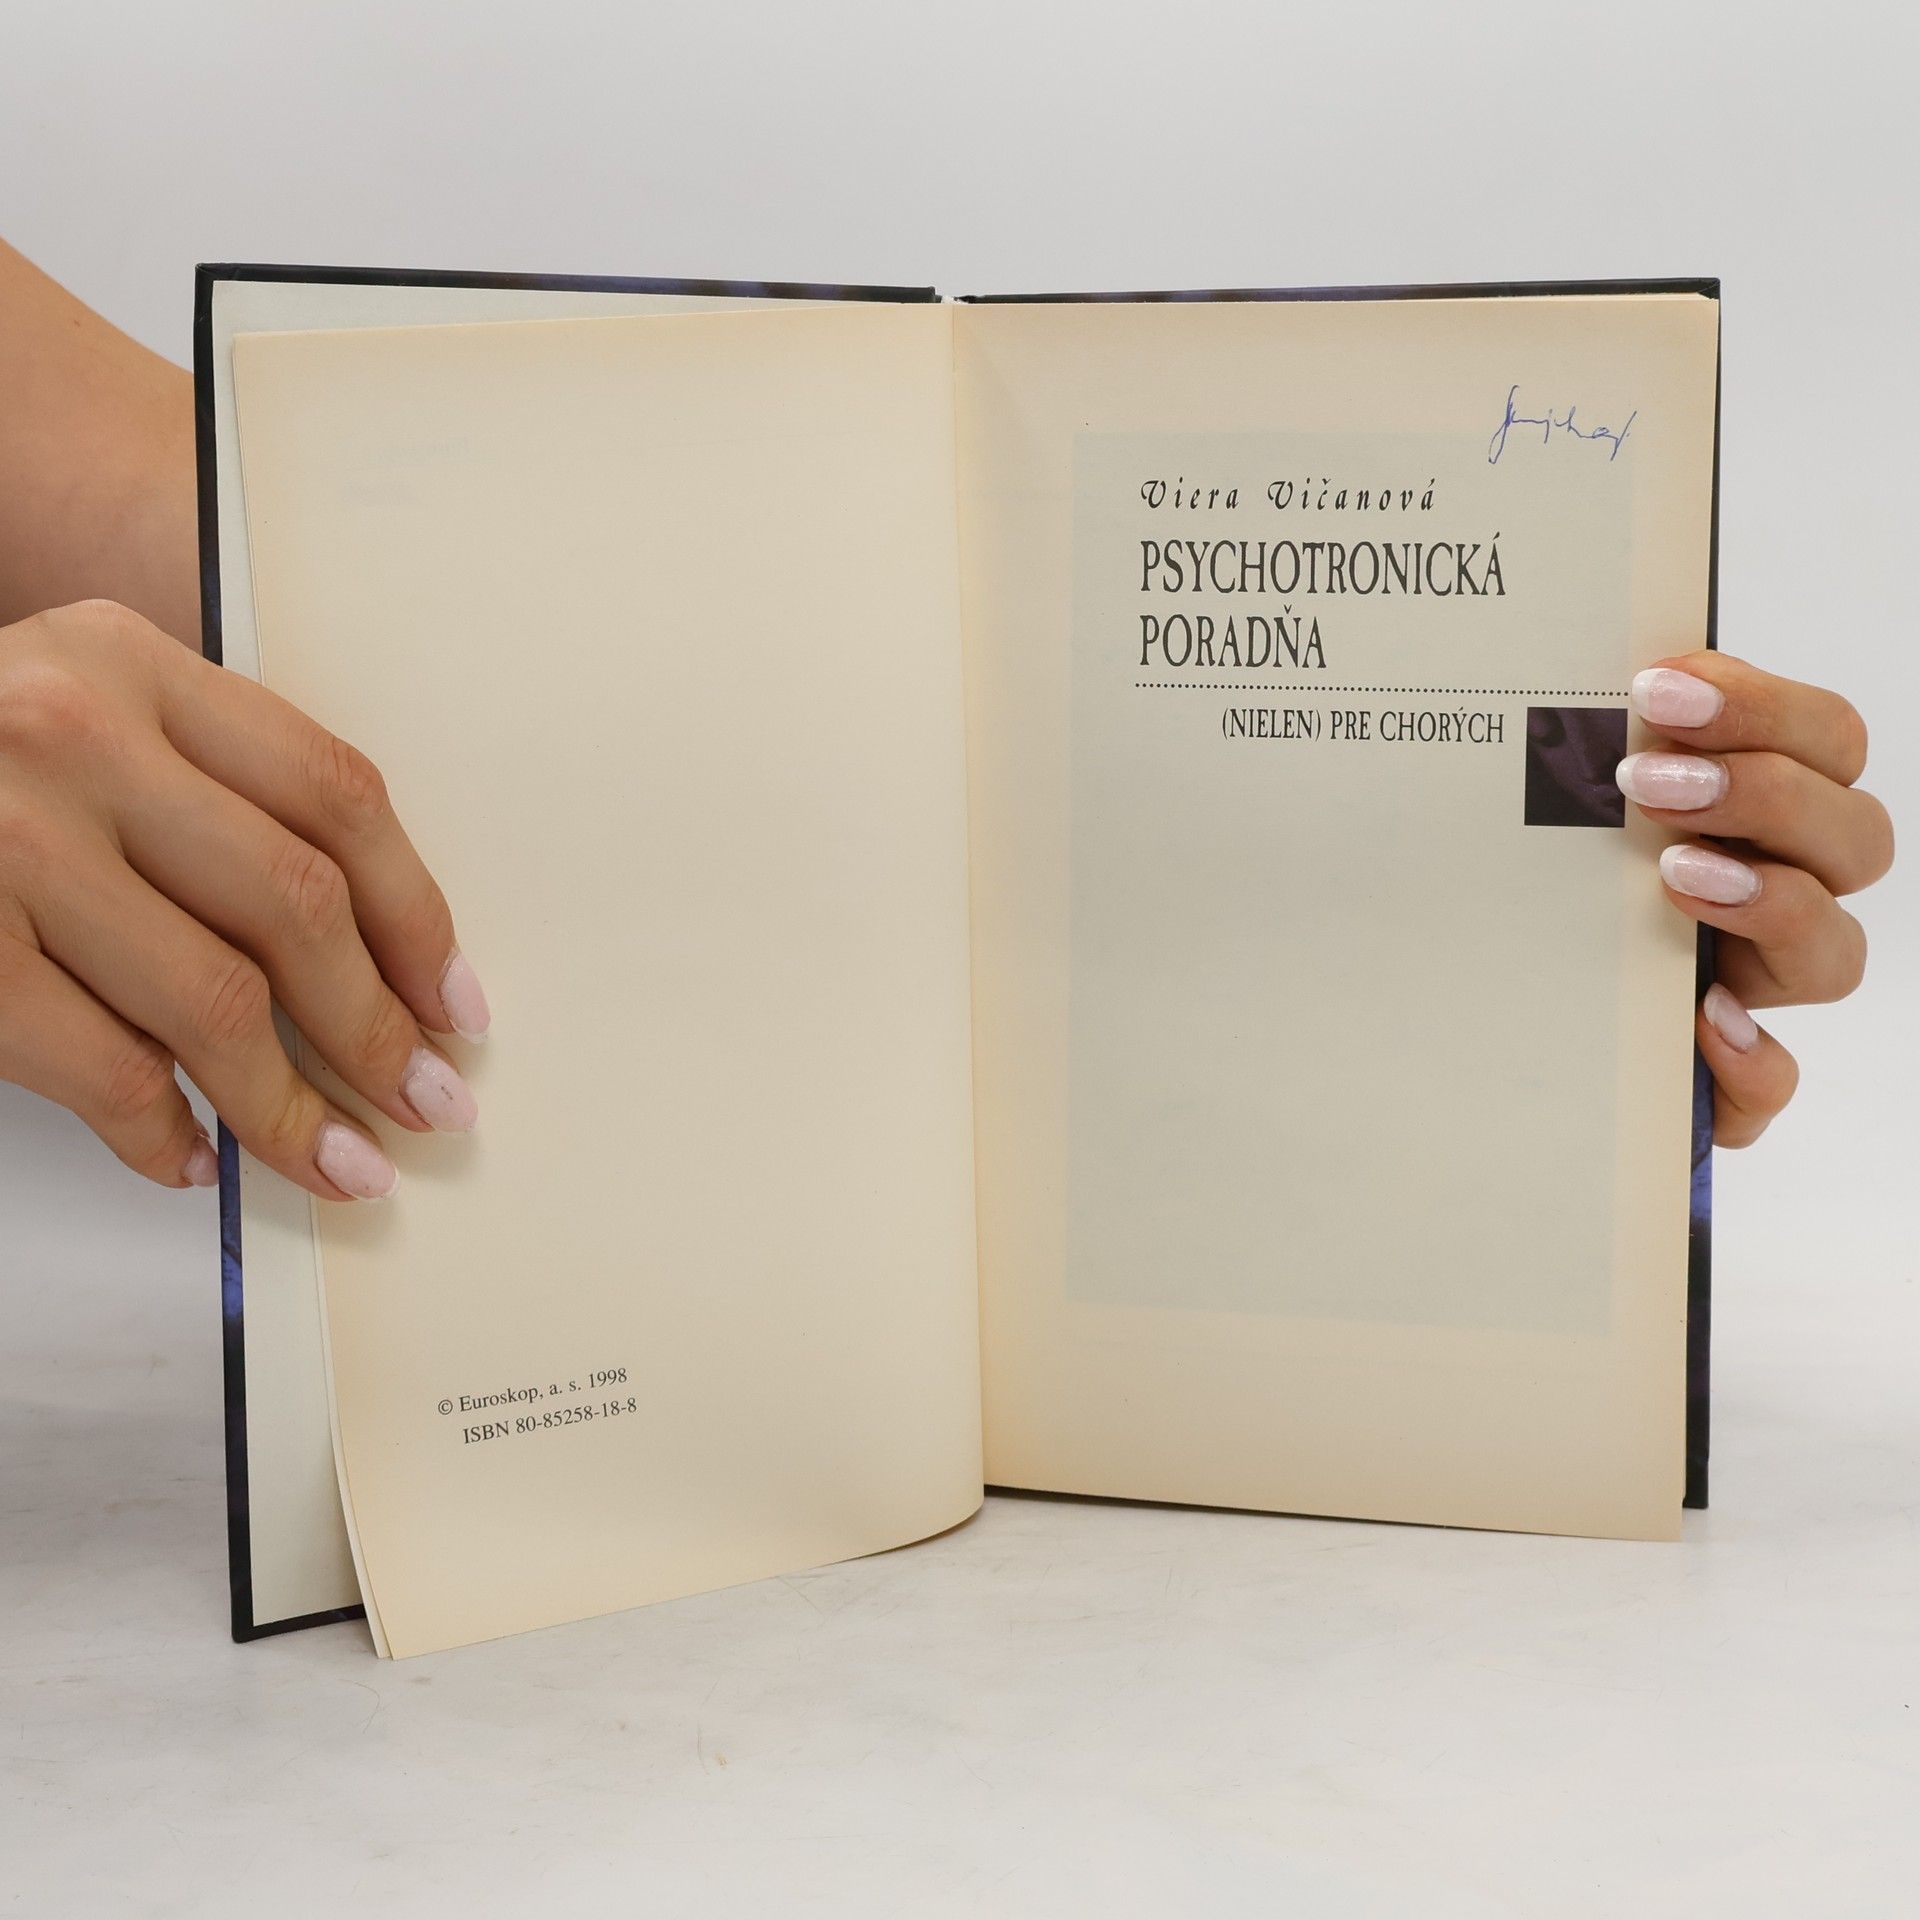 © Euroskop, a. s. 1998
ISBN 80-85258-18-8
Viera Vičanová
PSYCHOTRONICKÁ
PORADŇA
(NIELEN) PRE CHORÝCH